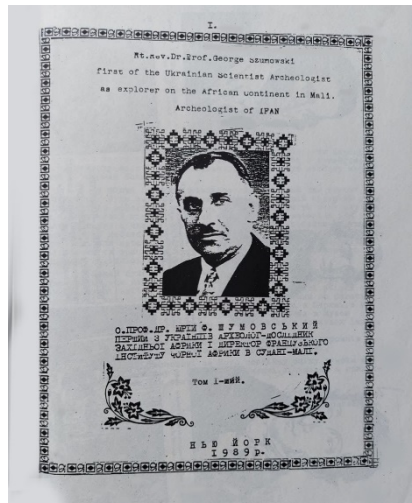 I.
Rt.Rev.Dr.Prof.George Szumowski
first of the Ukrainian Scientist Archeologist
as explorer on the African Continent in Mali.
Archeologist of IFAN
О.ПРОФ.ДР. ЮРІЙ Ф. ШУМОВСЬКИЙ
ПЕРШИЙ З УКРАЇНЦІВ АРХЕОЛОГ-ДОСЛІДНИК
ЗАХІДНЬОЇ АФРИКИ І ДИРЕКТОР ФРАНЦУЗЬКОГО
ІНСТИТУТУ ЧОРНОЇ АФРИКИ В СУДАНІ-МАЛІ.
ТОМ I-ШИЙ.
НЬЮ ЙОРК
1989р.